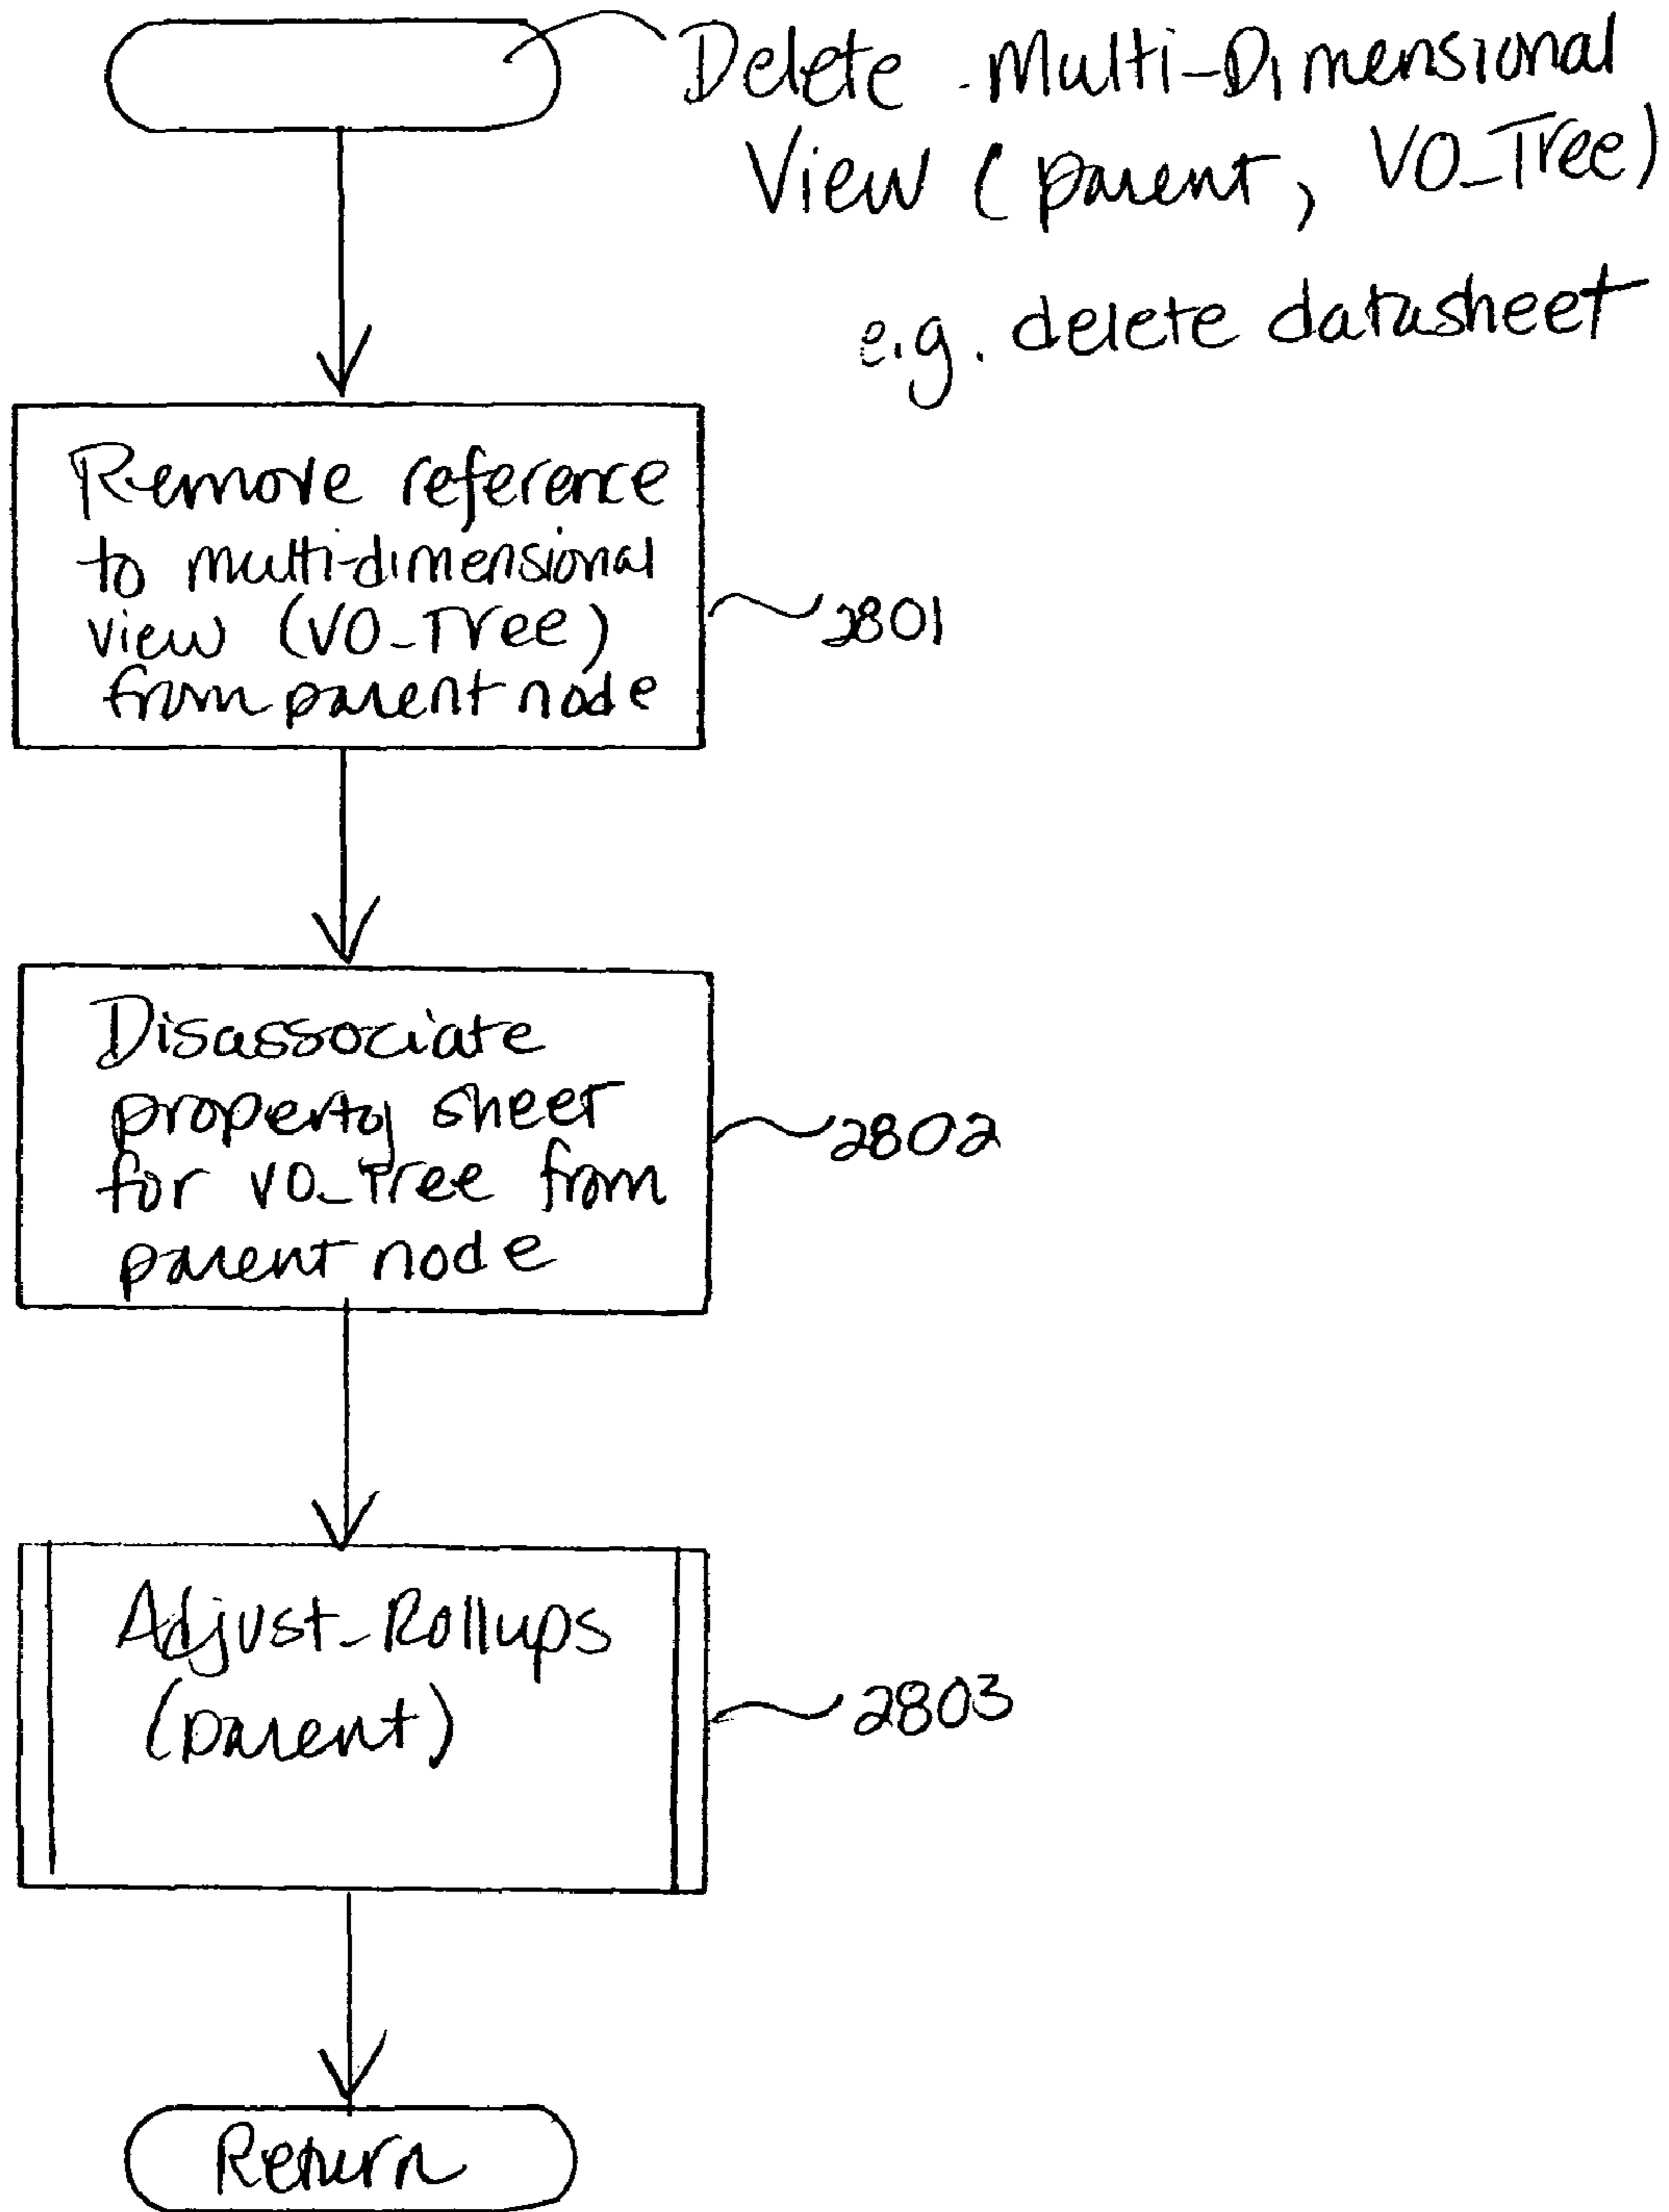 Delete-Multi-Dimensional
View (parent, VO_Tree)
e.g. delete datasheet
Remove reference
to multi-dimensional
view (VO_Tree)
from parent node
2801
Disassociate
property sheet
for VO_Tree from
parent node
2802
Adjust_Rollups
(parent)
2803
Return